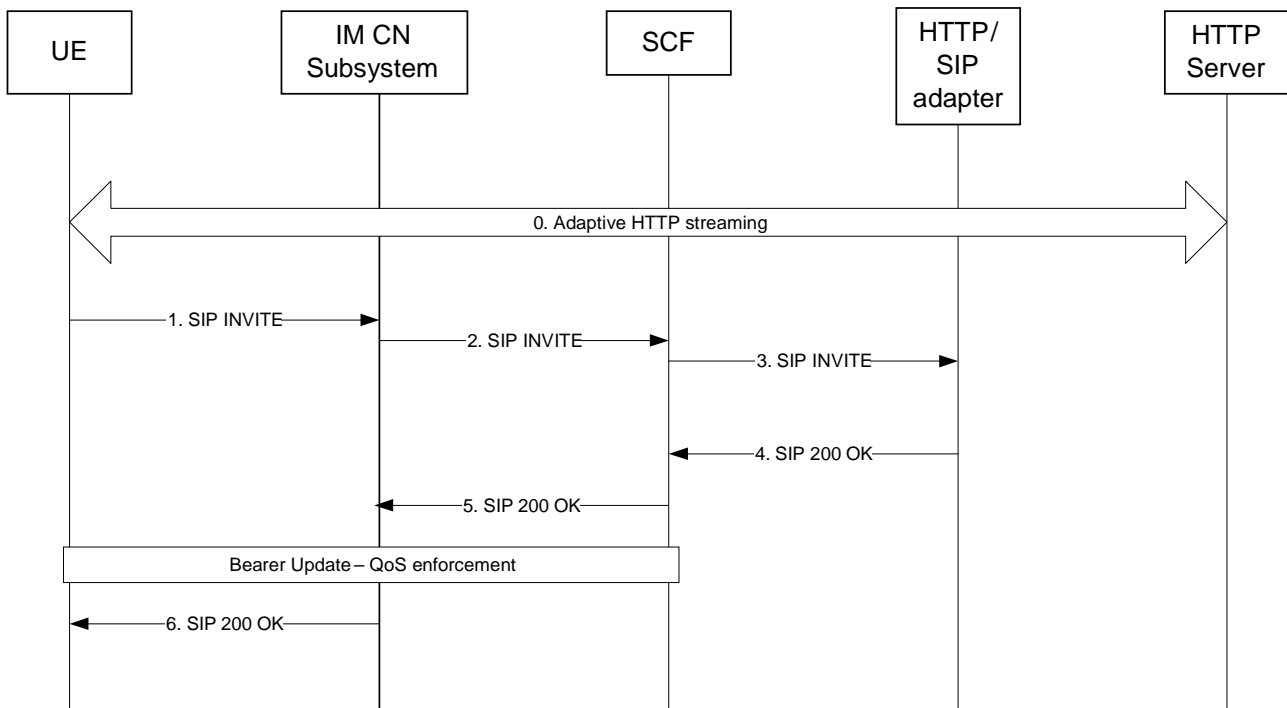 UE
IM CN
Subsystem
SCF
HTTP/
SIP
adapter
HTTP
Server
0. Adaptive HTTP streaming
1. SIP INVITE
2. SIP INVITE
3. SIP INVITE
4. SIP 200 OK
5. SIP 200 OK
Bearer Update – QoS enforcement
6. SIP 200 OK